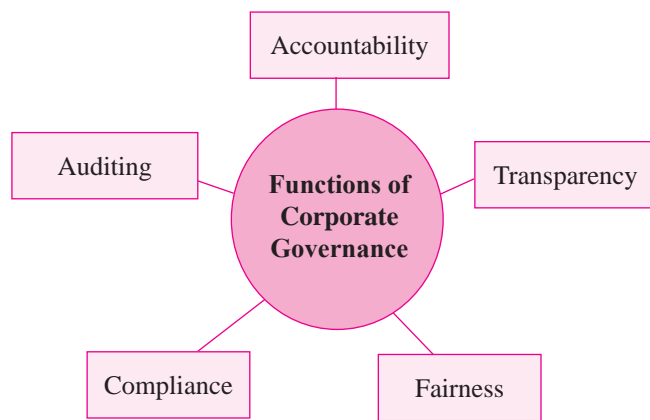 Accountability
Auditing
Transparency
Functions of
Corporate
Governance
Compliance
Fairness